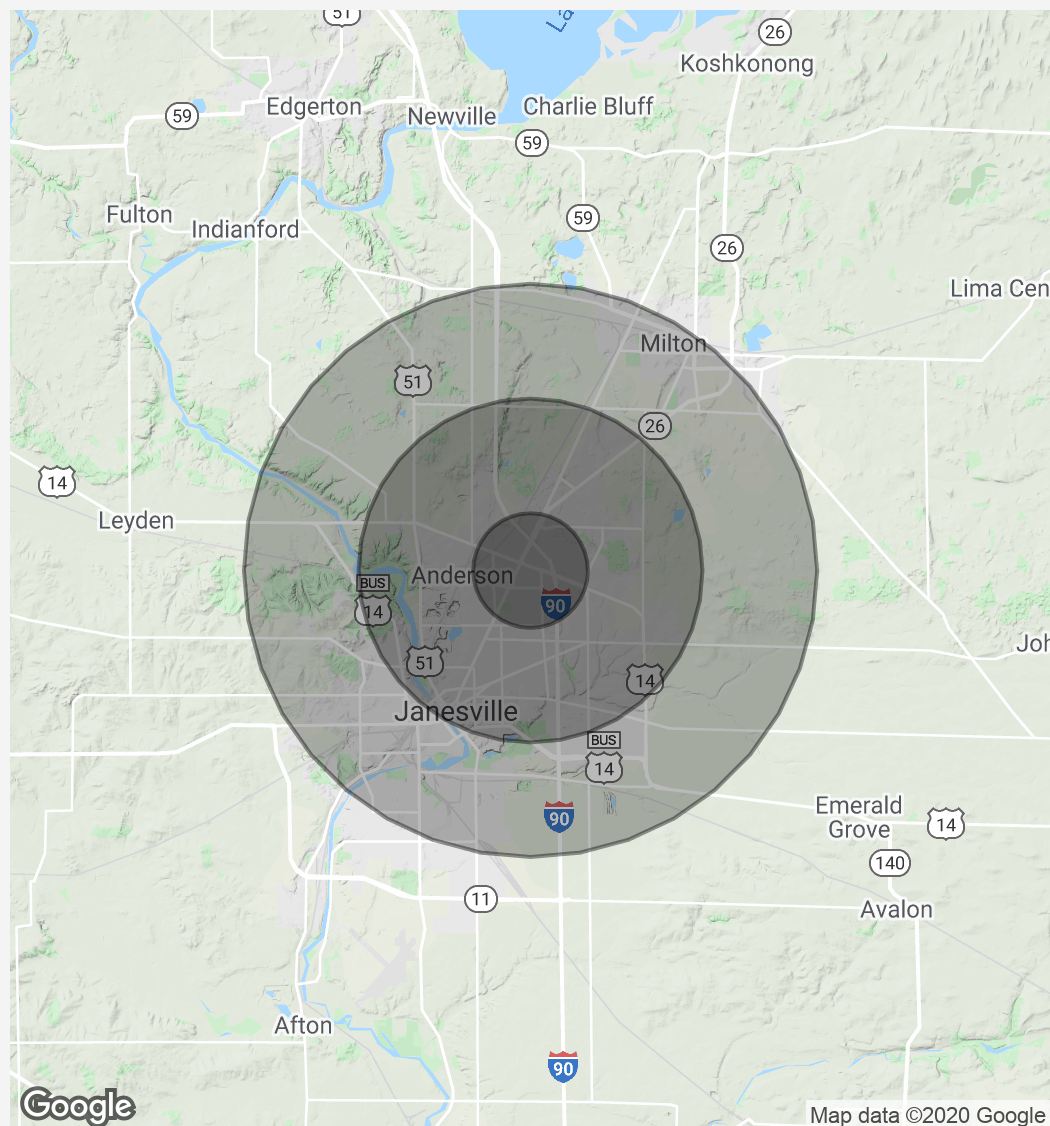 51
La
26
Koshkonong
Edgerton
Charlie Bluff
59
Newville
59
Fulton
59
Indianford
26
Lima Cen
Milton
51
26
14
Leyden
Anderson
BUS
14
90
Joh
51
14
Janesville
BUS
14
90
Emerald
Grove
14
140
11
Avalon
Afton
90
Google
Map data ©2020 Google